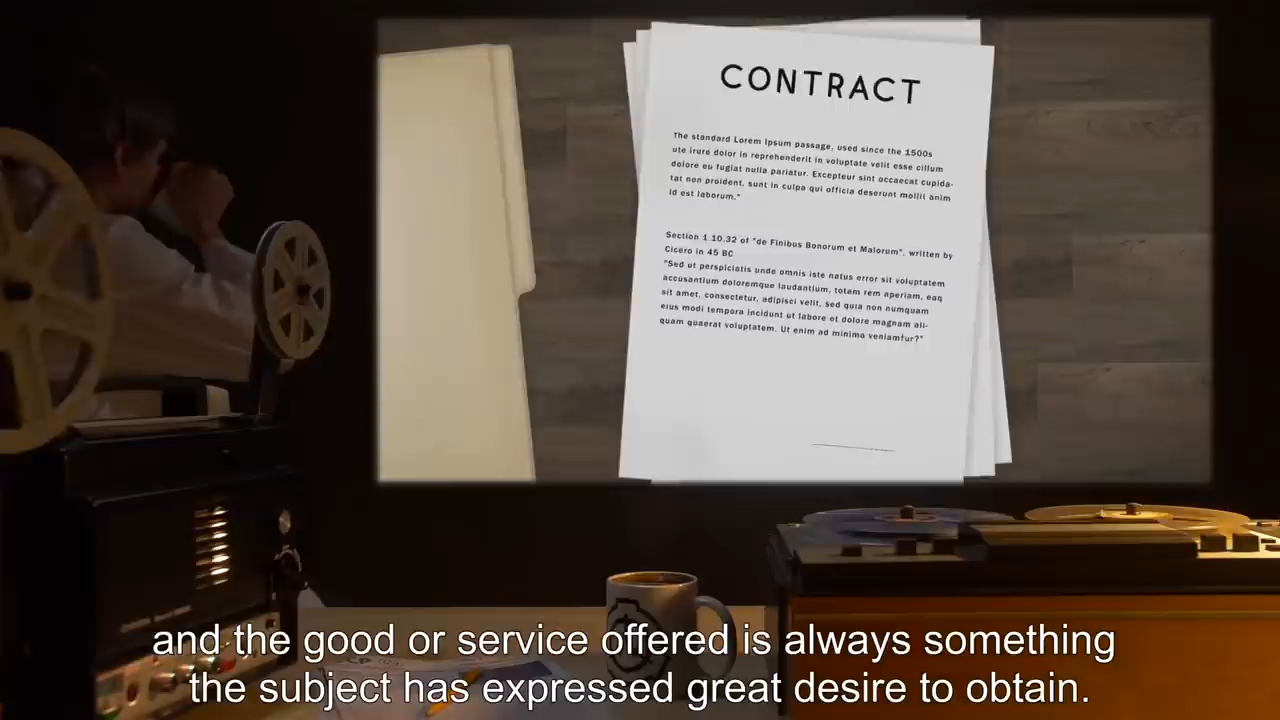 CONTRACT
The standard Lorem Ipsum passage, used since the 1500s
ute irure dolor in reprehenderit in voluptate velit esse cillum
dolore eu fugiat nulla pariatur. Excepteur sint occaecat cupida-
tat non proident, sunt in culpa qui officia deserunt mollit anim
id est laborum."
Section 1.10.32 of "de Finibus Bonorum et Malorum", written by
Cicero in 45 BC
"Sed ut perspiciatis unde omnis iste natus error sit voluptatem
accusantium doloremque laudantium, totam rem aperiam, eaq
sit amet, consectetur, adipisci velit, sed quia non numquam
eius modi tempora incidunt ut labore et dolore magnam ali-
quam quaerat voluptatem. Ut enim ad minima veniamtur?"
and the good or service offered is always something
the subject has expressed great desire to obtain.